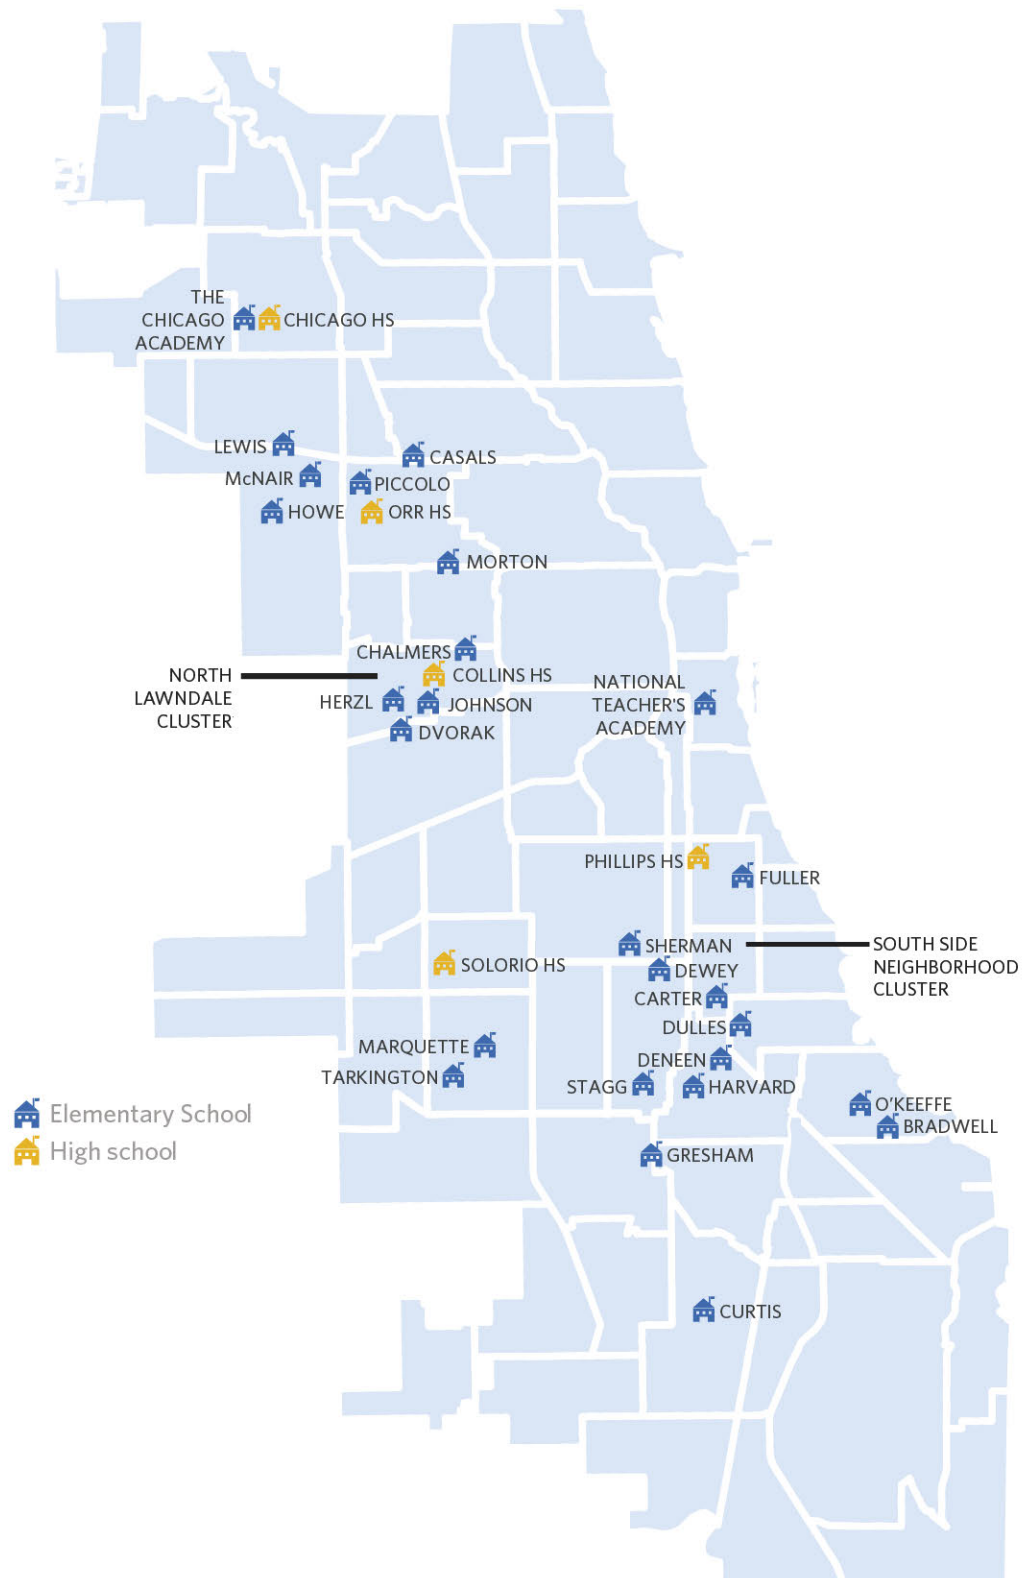 THE
CHICAGO
ACADEMY
CHICAGO HS
LEWIS
CASALS
McNAIR
PICCOLO
HOWE
ORR HS
MORTON
CHALMERS
NORTH
LAWNDALE
CLUSTER
COLLINS HS
HERZL
JOHNSON
DVORAK
NATIONAL
TEACHER'S
ACADEMY
PHILLIPS HS
FULLER
SHERMAN
SOUTH SIDE
NEIGHBORHOOD
CLUSTER
SOLORIO HS
DEWEY
CARTER
DULLES
MARQUETTE
DENEEN
TARKINGTON
STAGG
HARVARD
O'KEEFFE
BRADWELL
Elementary School
High school
GRESHAM
CURTIS